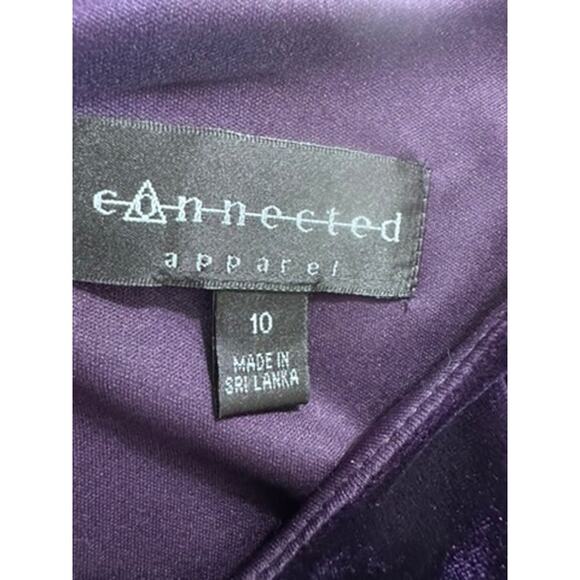 connected
apparel
10
MADE IN
SRI LANKA